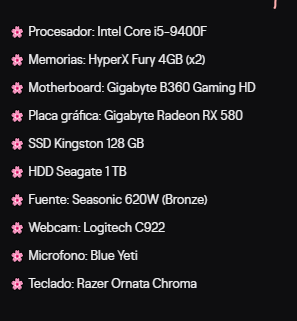 Procesador: Intel Core i5-9400F
Memorias: HyperX Fury 4GB (x2)
Motherboard: Gigabyte B360 Gaming HD
Placa gráfica: Gigabyte Radeon RX 580
SSD Kingston 128 GB
HDD Seagate 1 TB
Fuente: Seasonic 620W (Bronze)
Webcam: Logitech C922
Microfono: Blue Yeti
Teclado: Razer Ornata Chroma